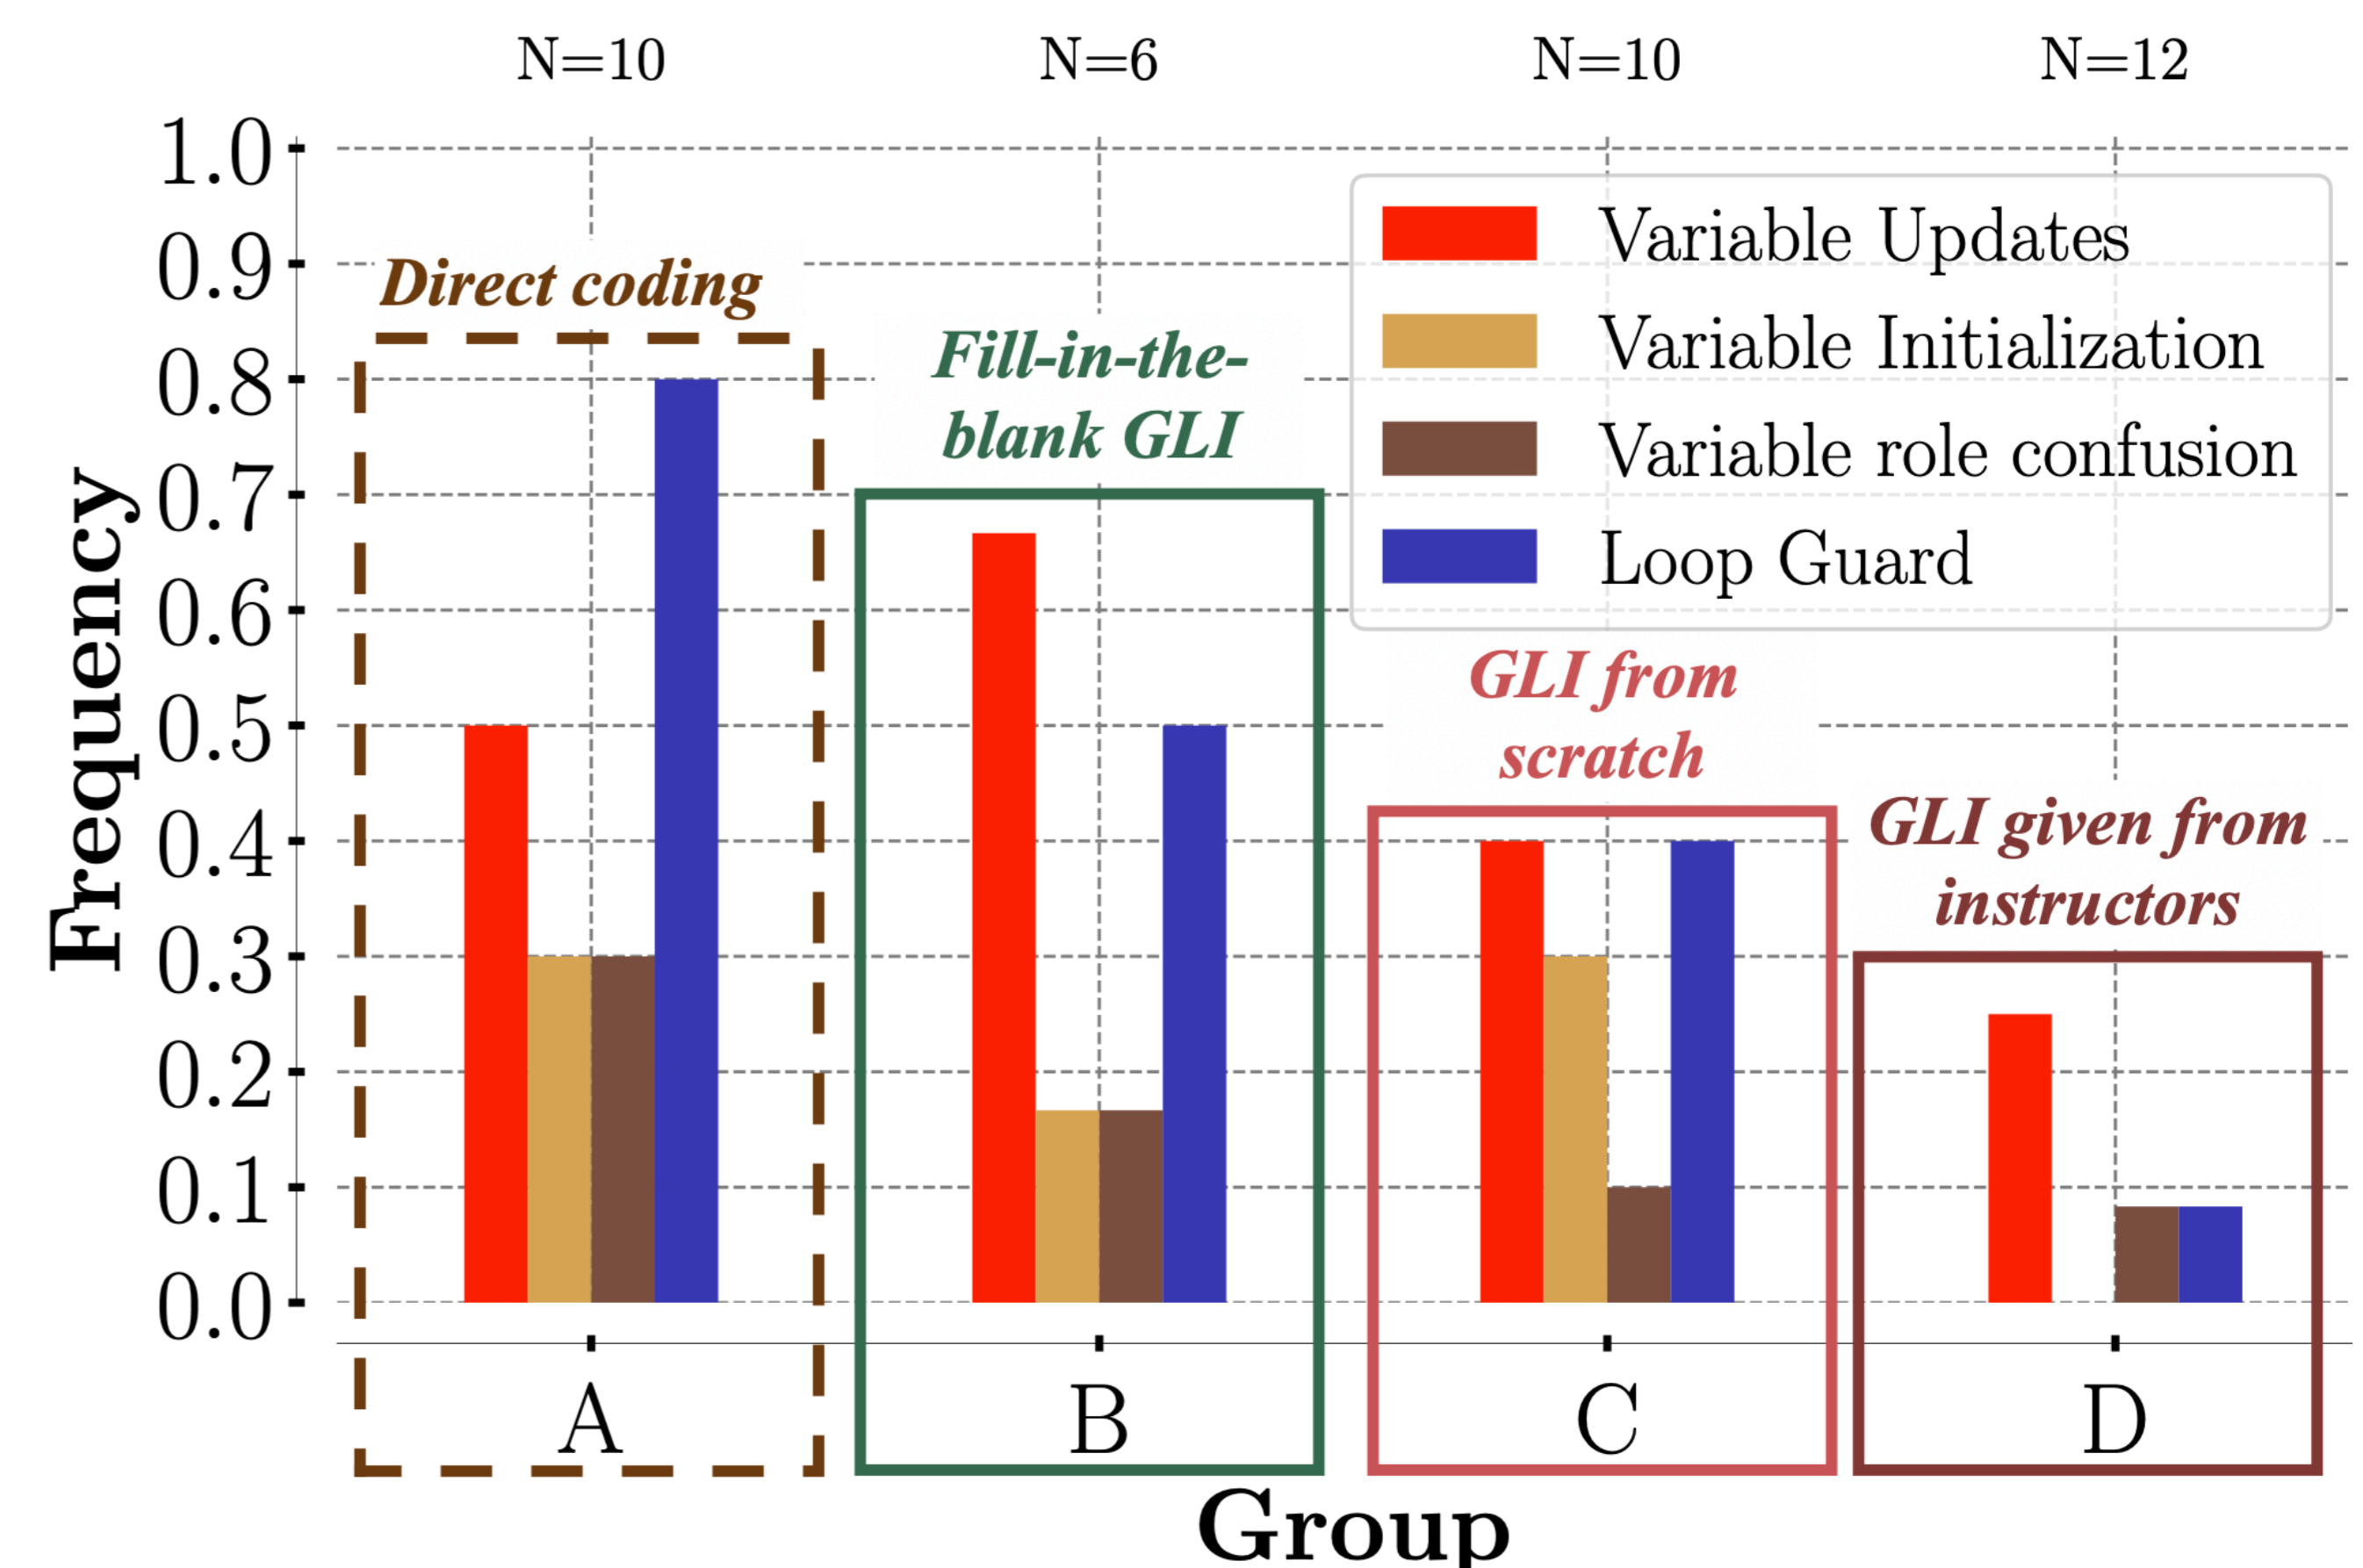 N=10
N=6
N=10
N=12
1.0
0.9
0.8
0.7
0.6
0.5
0.4
0.3
0.2
0.1
0.0
Frequency
Direct coding
Fill-in-the-
blank GLI
Variable Updates
Variable Initialization
Variable role confusion
Loop Guard
GLI from
scratch
GLI given from
instructors
A
B
C
D
Group